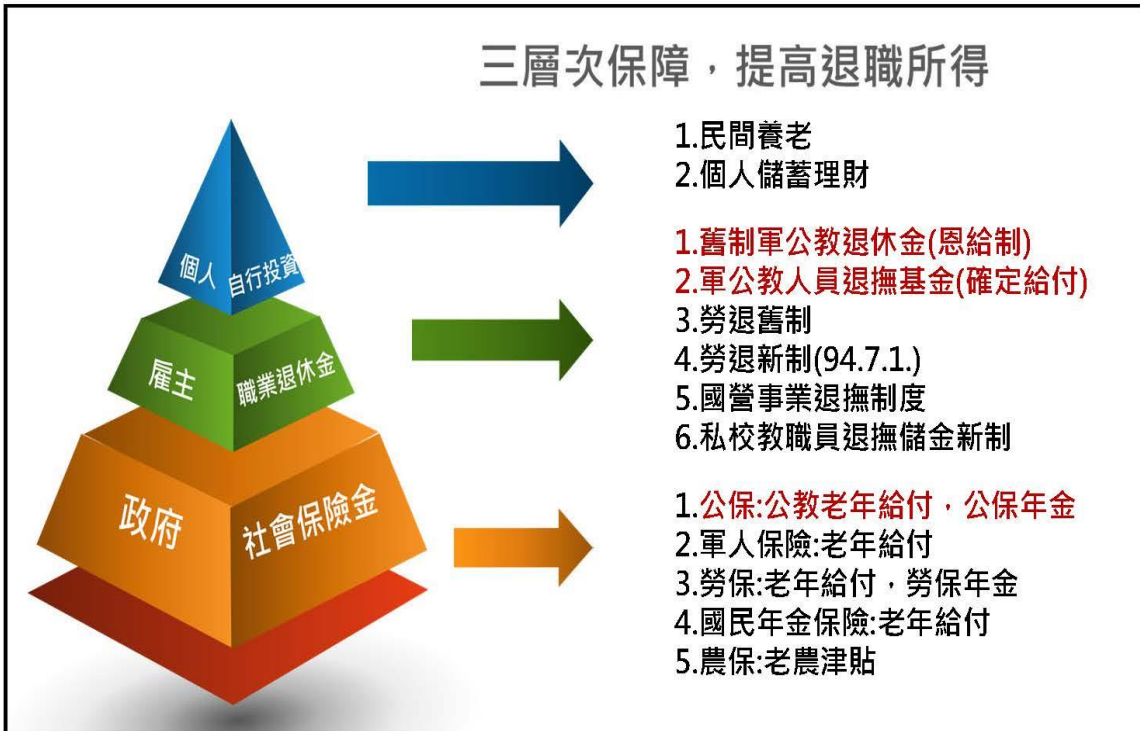 三層次保障，提高退職所得
1.民間養老
2.個人儲蓄理財
個人 自行投資
1.舊制軍公教退休金(恩給制)
2.軍公教人員退撫基金(確定給付)
3.勞退舊制
4.勞退新制(94.7.1.)
5.國營事業退撫制度
6.私校教職員退撫儲金新制
雇主 職業退休金
1.公保:公教老年給付，公保年金
2.軍人保險:老年給付
3.勞保:老年給付，勞保年金
4.國民年金保險:老年給付
5.農保:老農津貼
政府 社會保險金